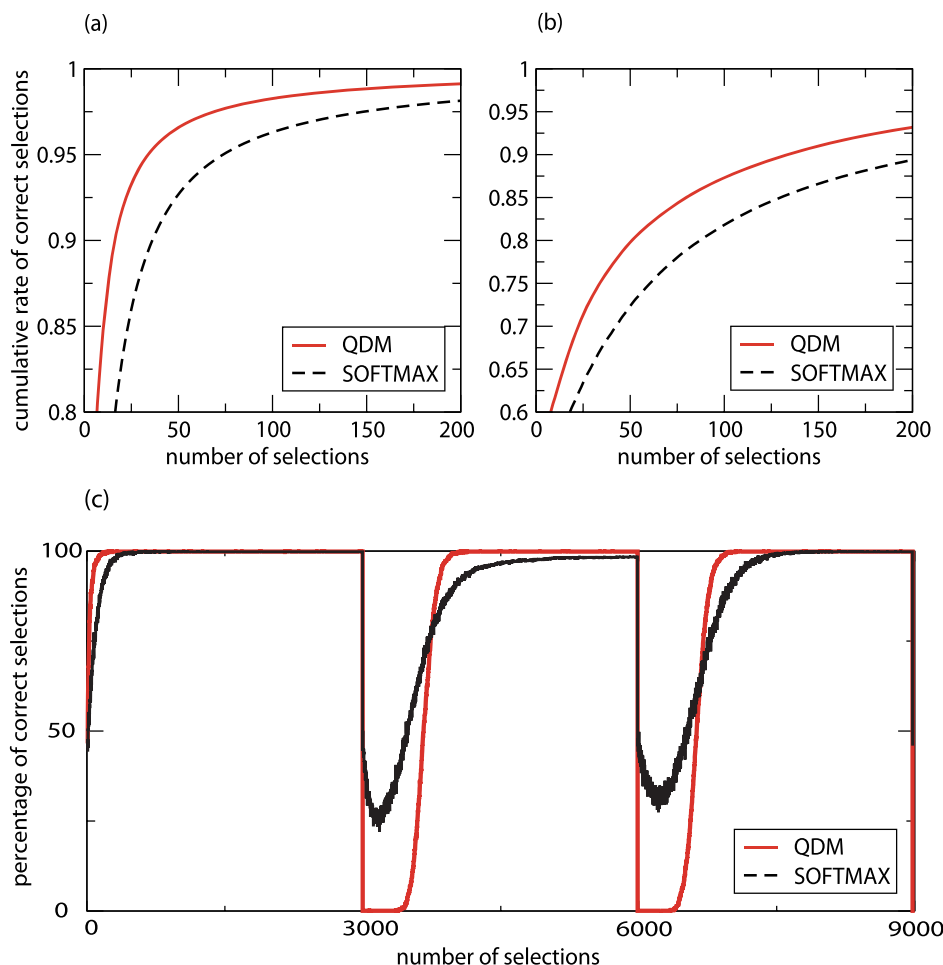 (a)
(b)
cumulative rate of correct selections
1
0.95
0.9
0.85
0.8
0
50
100
150
200
number of selections
QDM
SOFTMAX
1
0.95
0.9
0.85
0.8
0.75
0.7
0.65
0.6
0
50
100
150
200
number of selections
QDM
SOFTMAX
(c)
percentage of correct selections
100
50
0
0
3000
6000
9000
number of selections
QDM
SOFTMAX